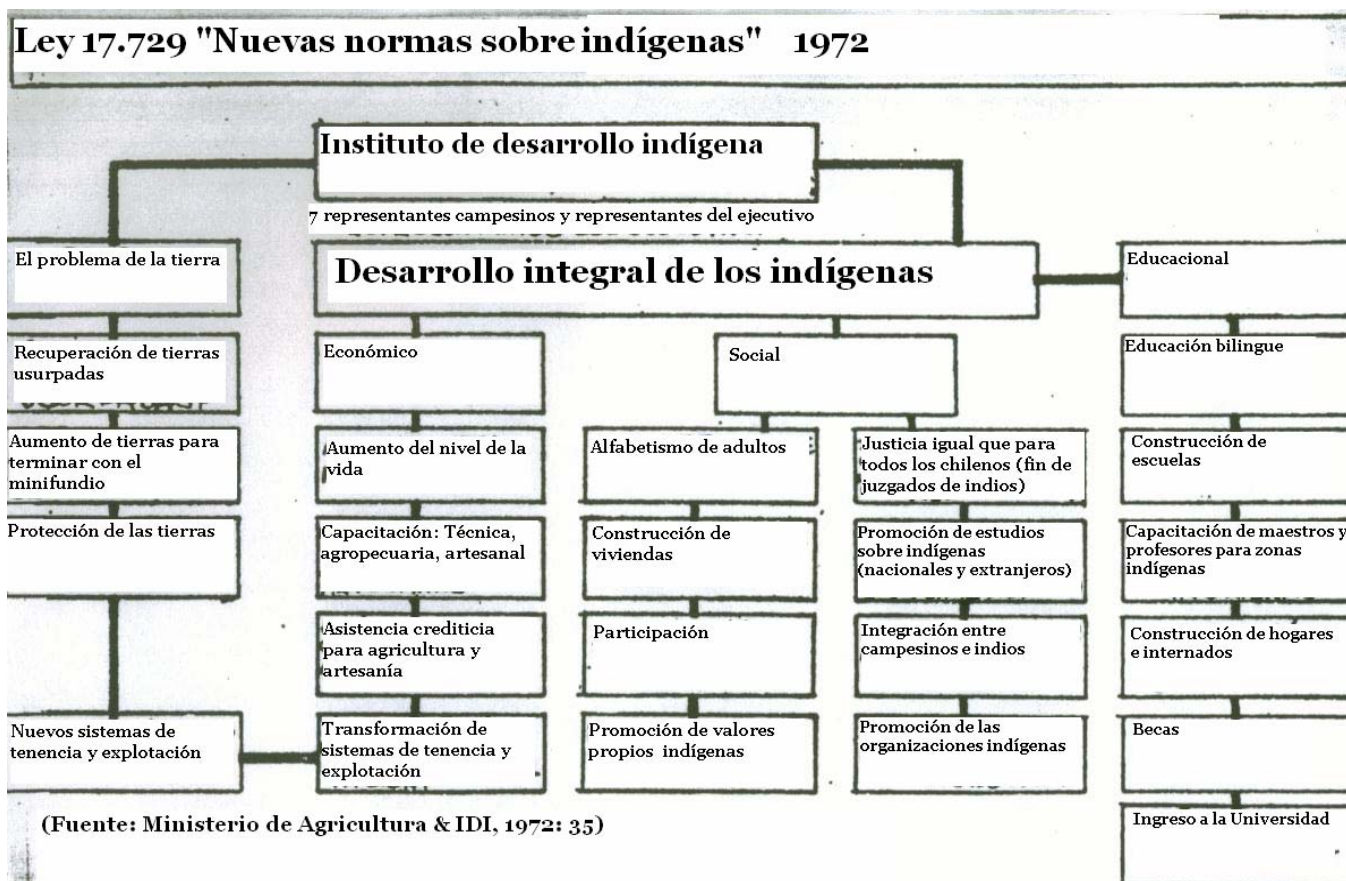 Ley 17.729 "Nuevas normas sobre indígenas" 1972
Instituto de desarrollo indígena
7 representantes campesinos y representantes del ejecutivo
El problema de la tierra
Recuperación de tierras
usurpadas
Aumento de tierras para
terminar con el
minifundio
Protección de las tierras
Nuevos sistemas de
tenencia y explotación
Desarrollo integral de los indígenas
Económico
Aumento del nivel de la
vida
Capacitación: Técnica,
agropecuaria, artesanal
Asistencia crediticia
para agricultura y
artesanía
Transformación de
sistemas de tenencia y
explotación
Social
Alfabetismo de adultos
Construcción de
viviendas
Participación
Promoción de valores
propios indígenas
Justicia igual que para
todos los chilenos (fin de
juzgados de indios)
Promoción de estudios
sobre indígenas
(nacionales y extranjeros)
Integración entre
campesinos e indios
Promoción de las
organizaciones indígenas
Educacional
Educación bilingue
Construcción de
escuelas
Capacitación de maestros y
profesores para zonas
indígenas
Construcción de hogares
e internados
Becas
Ingreso a la Universidad
(Fuente: Ministerio de Agricultura & IDI, 1972: 35)